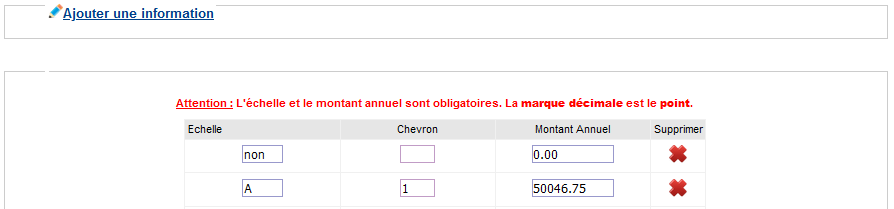 Ajouter une information
Attention : L'échelle et le montant annuel sont obligatoires. La marque décimale est le point.
Echelle Chevron Montant Annuel Supprimer
non 0.00
A 1 50046.75